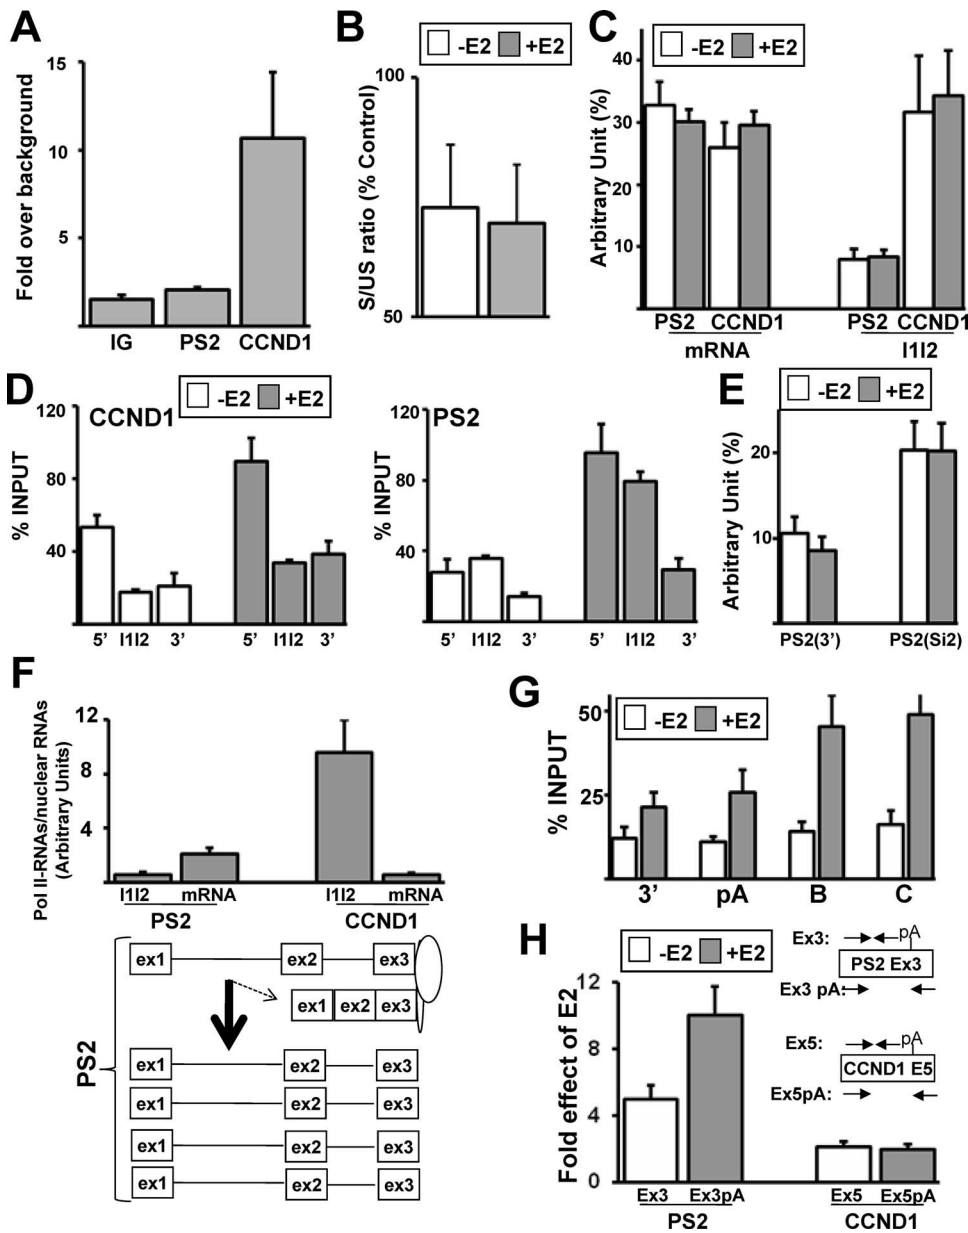 A
Fold over background
15
10
5
IG PS2 CCND1
B
-E2 +E2
S/US ratio (% Control)
100
50
C
-E2 +E2
Arbitrary Unit (%)
40
30
20
10
PS2 CCND1 PS2 CCND1
mRNA I1I2
D
-E2 +E2
CCND1
% INPUT
120
80
40
5’ I1I2 3’ 5’ I1I2 3’
PS2
% INPUT
120
80
40
5’ I1I2 3’ 5’ I1I2 3’
E
-E2 +E2
Arbitrary Unit (%)
20
10
PS2(3’) PS2(Si2)
F
Pol II-RNAs/nuclear RNAs
(Arbitrary Units)
12
8
4
I1I2 mRNA I1I2 mRNA
PS2 CCND1
PS2
ex1 ex2 ex3
ex1 ex2 ex3
ex1 ex2 ex3
ex1 ex2 ex3
ex1 ex2 ex3
ex1 ex2 ex3
G
-E2 +E2
% INPUT
50
25
3’ pA B C
H
-E2 +E2
Fold effect of E2
12
8
4
0
Ex3 Ex3pA Ex5 Ex5pA
PS2 CCND1
Ex3: pA
PS2 Ex3
Ex3 pA:
Ex5: pA
CCND1 E5
Ex5pA: